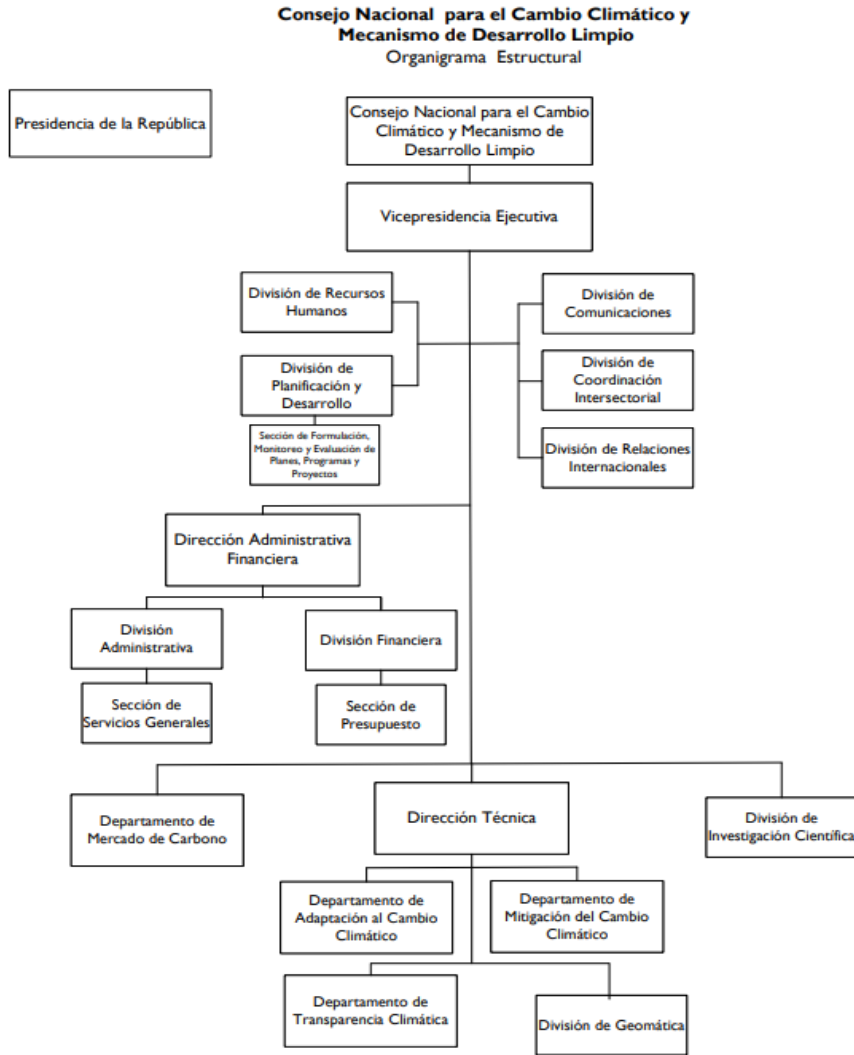 Consejo Nacional para el Cambio Climático y
Mecanismo de Desarrollo Limpio
Organigrama Estructural
Presidencia de la República
Consejo Nacional para el Cambio
Climático y Mecanismo de
Desarrollo Limpio
Vicepresidencia Ejecutiva
División de Recursos
Humanos
División de
Comunicaciones
División de
Planificación y
Desarrollo
División de
Coordinación
Intersectorial
Sección de Formulación,
Monitoreo y Evaluación de
Planes, Programas y
Proyectos
División de Relaciones
Internacionales
Dirección Administrativa
Financiera
División
Administrativa
División Financiera
Sección de
Servicios Generales
Sección de
Presupuesto
Departamento de
Mercado de Carbono
Dirección Técnica
División de
Investigación Científica
Departamento de
Adaptación al Cambio
Climático
Departamento de
Mitigación del Cambio
Climático
Departamento de
Transparencia Climática
División de Geomática